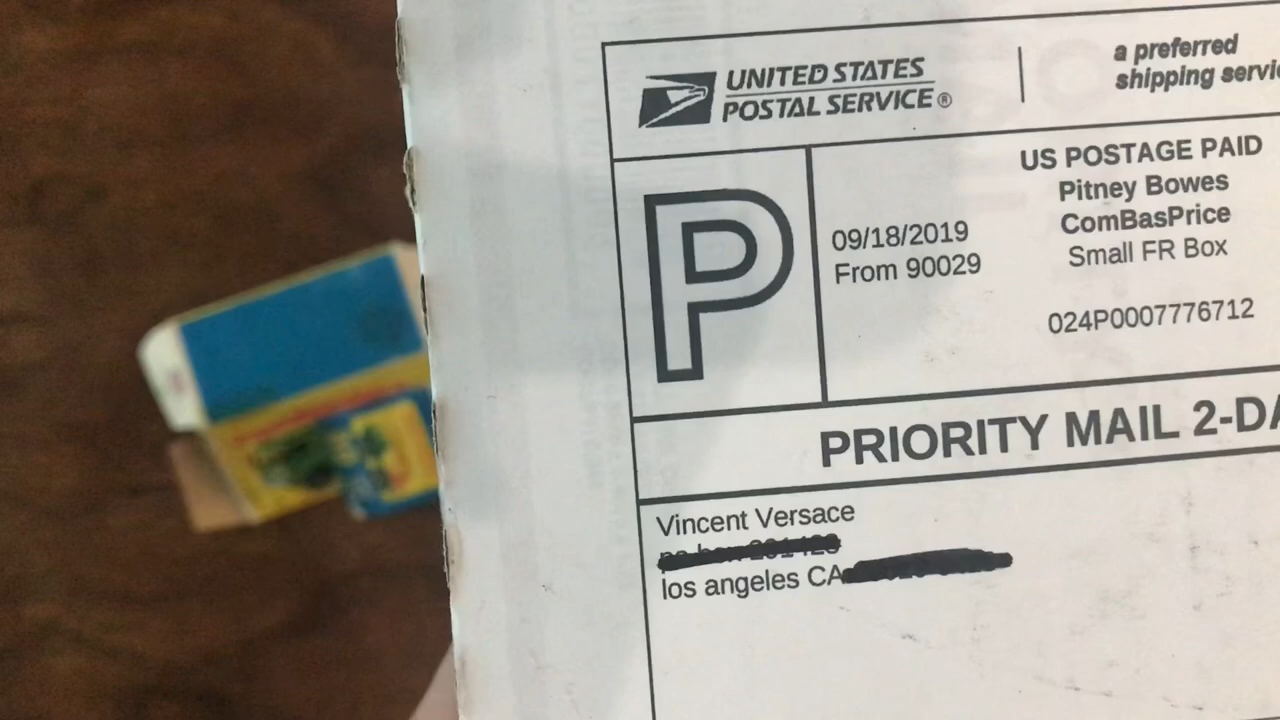 UNITED STATES
POSTAL SERVICE®
a preferred
shipping
US POSTAGE PAID
Pitney Bowes
ComBasPrice
Small FR Box
09/18/2019
From 90029
024P0007776712
P
PRIORITY MAIL 2-DA
Vincent Versace
los angeles CA